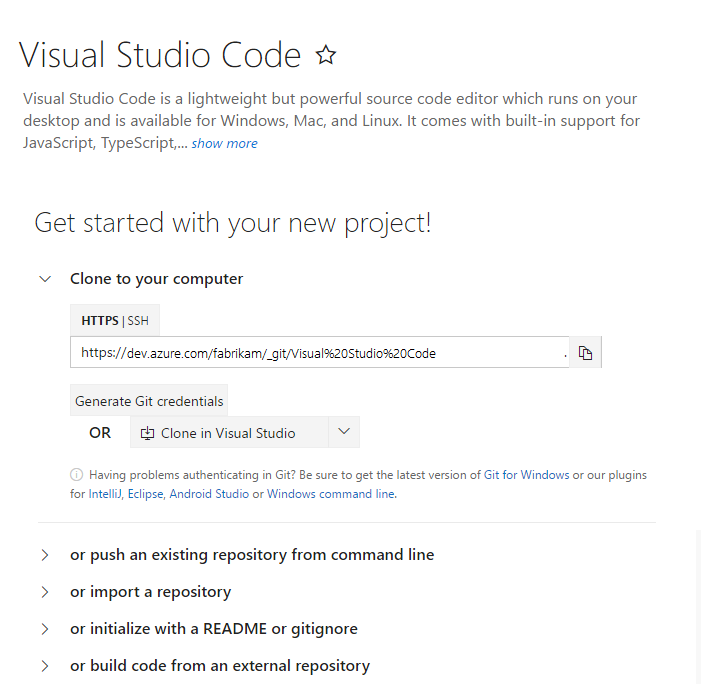 Visual Studio Code
Visual Studio Code is a lightweight but powerful source code editor which runs on your
desktop and is available for Windows, Mac, and Linux. It comes with built-in support for
JavaScript, TypeScript,... show more
Get started with your new project!
Clone to your computer
HTTPS | SSH
https://dev.azure.com/fabrikam/_git/Visual%20Studio%20Code .
Generate Git credentials
OR Clone in Visual Studio
Having problems authenticating in Git? Be sure to get the latest version of Git for Windows or our plugins
for IntelliJ, Eclipse, Android Studio or Windows command line.
or push an existing repository from command line
or import a repository
or initialize with a README or gitignore
or build code from an external repository